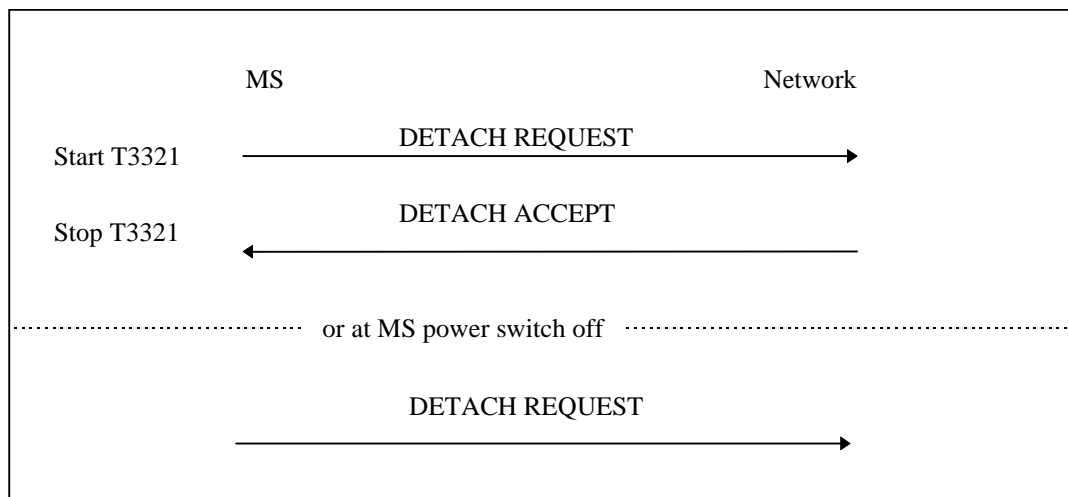 MS Network
DETACH REQUEST
Start T3321
DETACH ACCEPT
Stop T3321
or at MS power switch off
DETACH REQUEST